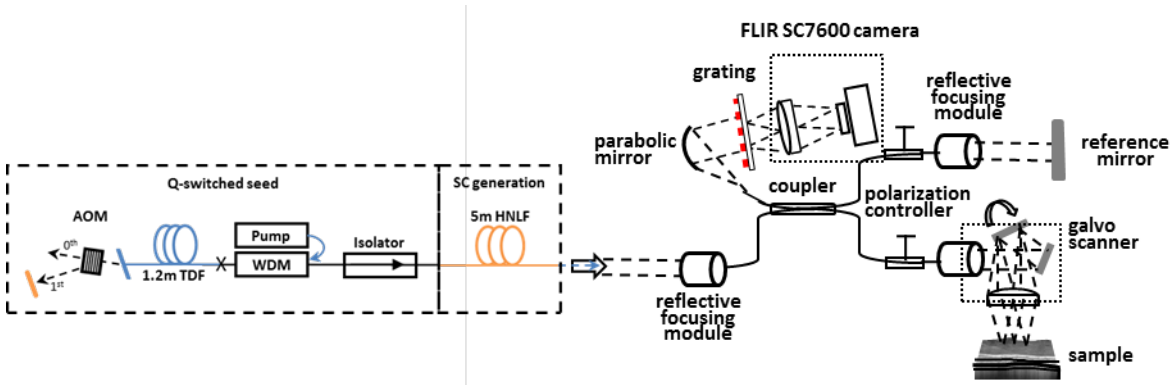 FLIR SC7600 camera
grating
reflective
focusing
module
parabolic
mirror
reference
mirror
Q-switched seed
SC generation
coupler
polarization
controller
AOM
5m HNLF
galvo
scanner
0th
Pump
Isolator
1st
1.2m TDF
WDM
reflective
focusing
module
sample